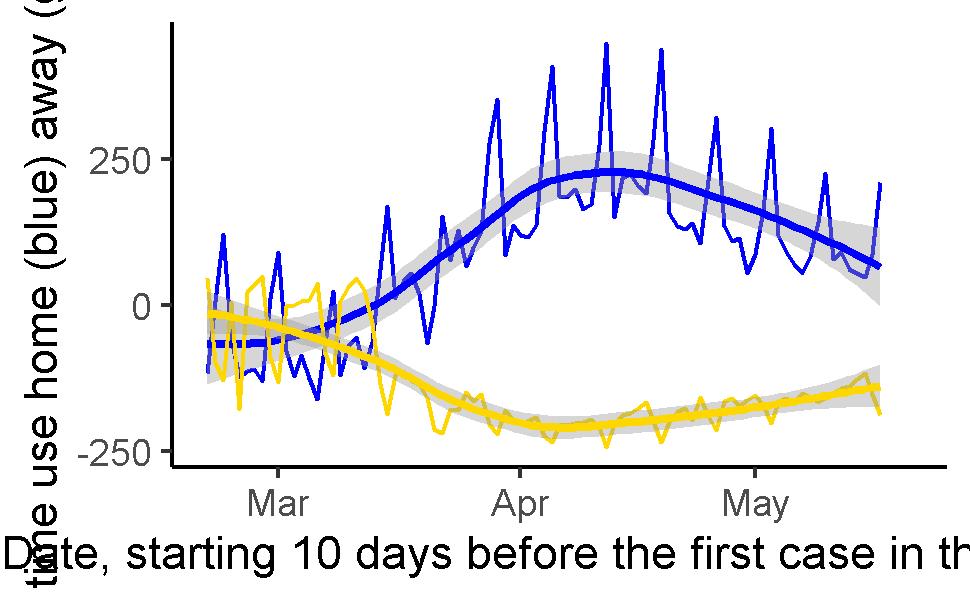 time use home (blue) away (
250
0
-250
Mar Apr May
Date, starting 10 days before the first case in th